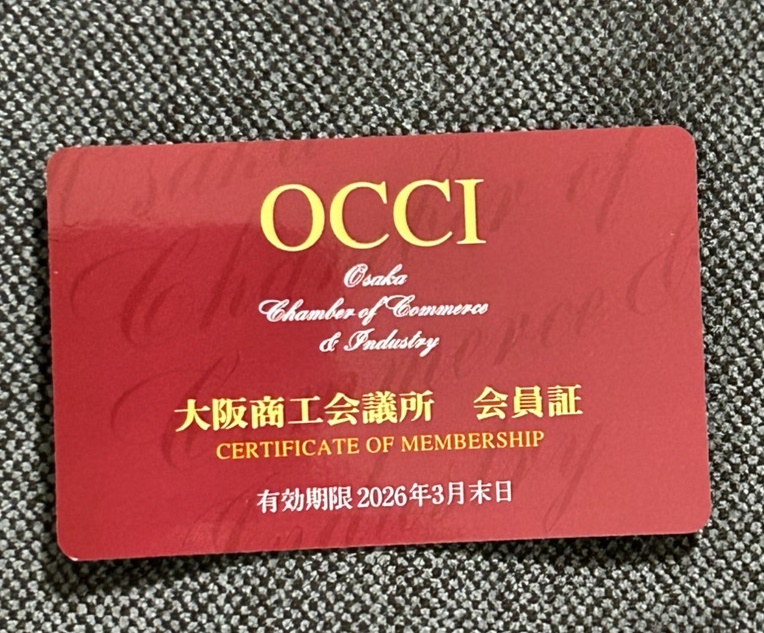 OCCI
Osaka
Chamber of Commerce
& Industry
大阪商工会議所　会員証
CERTIFICATE OF MEMBERSHIP
有効期限 2026年3月末日